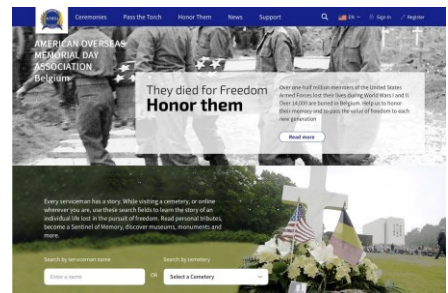 Ceremonies Pass the Torch Honor Them News Support EN Sign in Register
AMERICAN OVERSEAS
MEMORIAL DAY
ASSOCIATION
Belgium
They died for Freedom
Honor them
Over one half million members of the United States
Armed Forces lost their lives during World Wars I and II.
Over 14,000 are buried in Belgium. Help us to honor
their memory and to pass the value of freedom to each
new generation
Read more
Every serviceman has a story. While visiting a cemetery, or online
wherever you are, use these search fields to learn the story of an
individual life lost in the pursuit of freedom. Read personal tributes,
become a Sentinel of Memory, discover museums, monuments and
more.
Search by serviceman name Search by cemetery
Enter a name OR Select a Cemetery